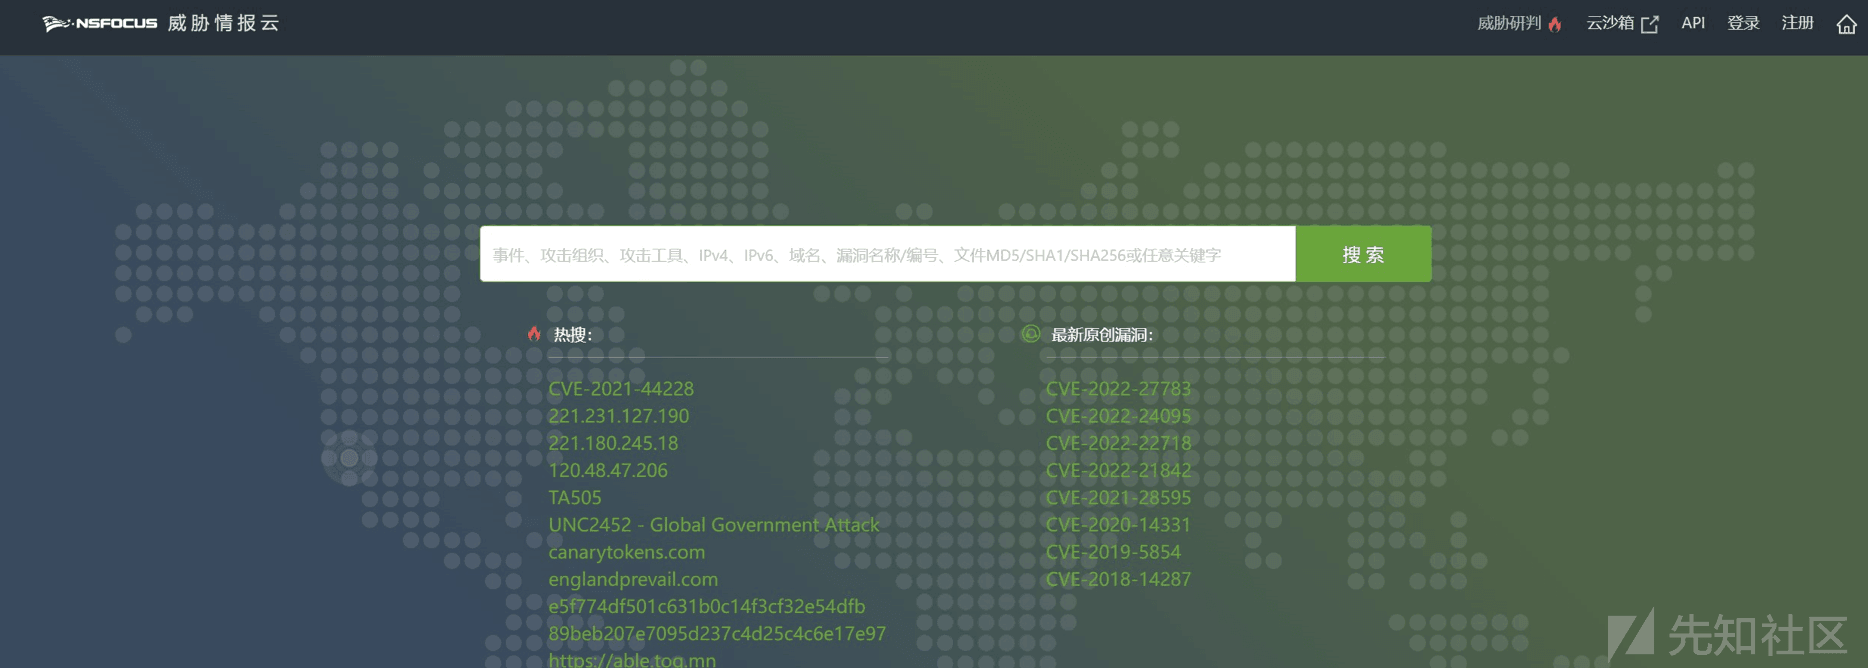 NSFOCUS 威胁情报云
威胁研判 云沙箱 API 登录 注册
事件、攻击组织、攻击工具、IPv4、IPv6、域名、漏洞名称/编号、文件MD5/SHA1/SHA256或任意关键字
搜 索
热搜:
CVE-2021-44228
221.231.127.190
221.180.245.18
120.48.47.206
TA505
UNC2452 - Global Government Attack
canarytokens.com
englandprevail.com
e5f774df501c631b0c14f3cf32e54dfb
89beb207e7095d237c4d25c4c6e17e97
https://able.tog.mn
最新原创漏洞:
CVE-2022-27783
CVE-2022-24095
CVE-2022-22718
CVE-2022-21842
CVE-2021-28595
CVE-2020-14331
CVE-2019-5854
CVE-2018-14287
先知社区